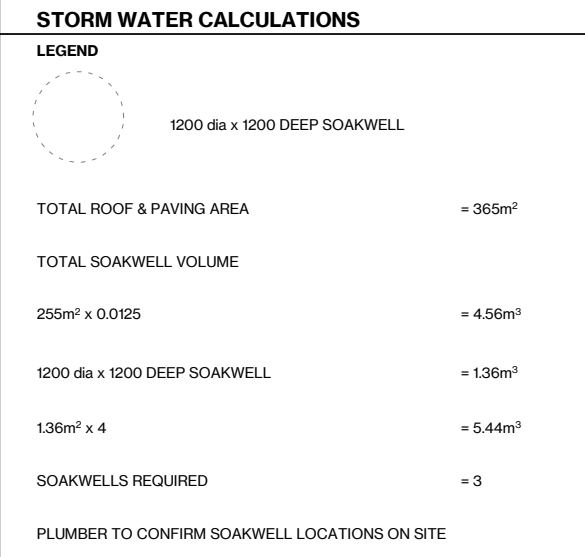 STORM WATER CALCULATIONS
LEGEND
1200 dia x 1200 DEEP SOAKWELL
TOTAL ROOF & PAVING AREA = 365m²
TOTAL SOAKWELL VOLUME
255m² x 0.0125 = 4.56m³
1200 dia x 1200 DEEP SOAKWELL = 1.36m³
1.36m² x 4 = 5.44m³
SOAKWELLS REQUIRED = 3
PLUMBER TO CONFIRM SOAKWELL LOCATIONS ON SITE